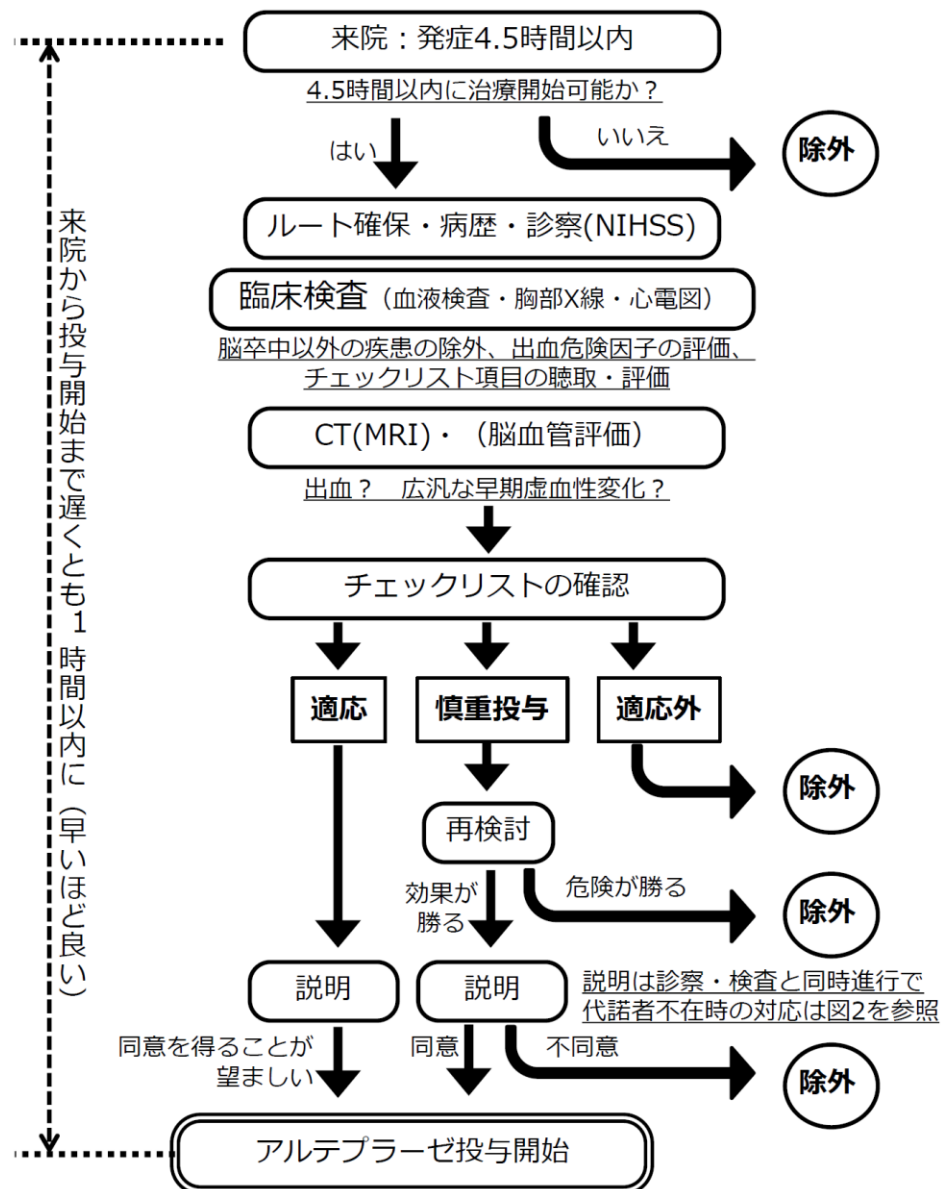 来院：発症4.5時間以内
4.5時間以内に治療開始可能か？
はい
いいえ
除外
ルート確保・病歴・診察(NIHSS)
臨床検査（血液検査・胸部X線・心電図）
脳卒中以外の疾患の除外、出血危険因子の評価、
チェックリスト項目の聴取・評価
CT(MRI)・（脳血管評価）
出血？　広汎な早期虚血性変化？
チェックリストの確認
適応
慎重投与
適応外
除外
再検討
効果が
勝る
危険が勝る
除外
説明
説明
説明は診察・検査と同時進行で
代諾者不在時の対応は図2を参照
同意を得ることが
望ましい
同意
不同意
除外
アルテプラーゼ投与開始
来院から投与開始まで遅くとも1時間以内に（早いほど良い）